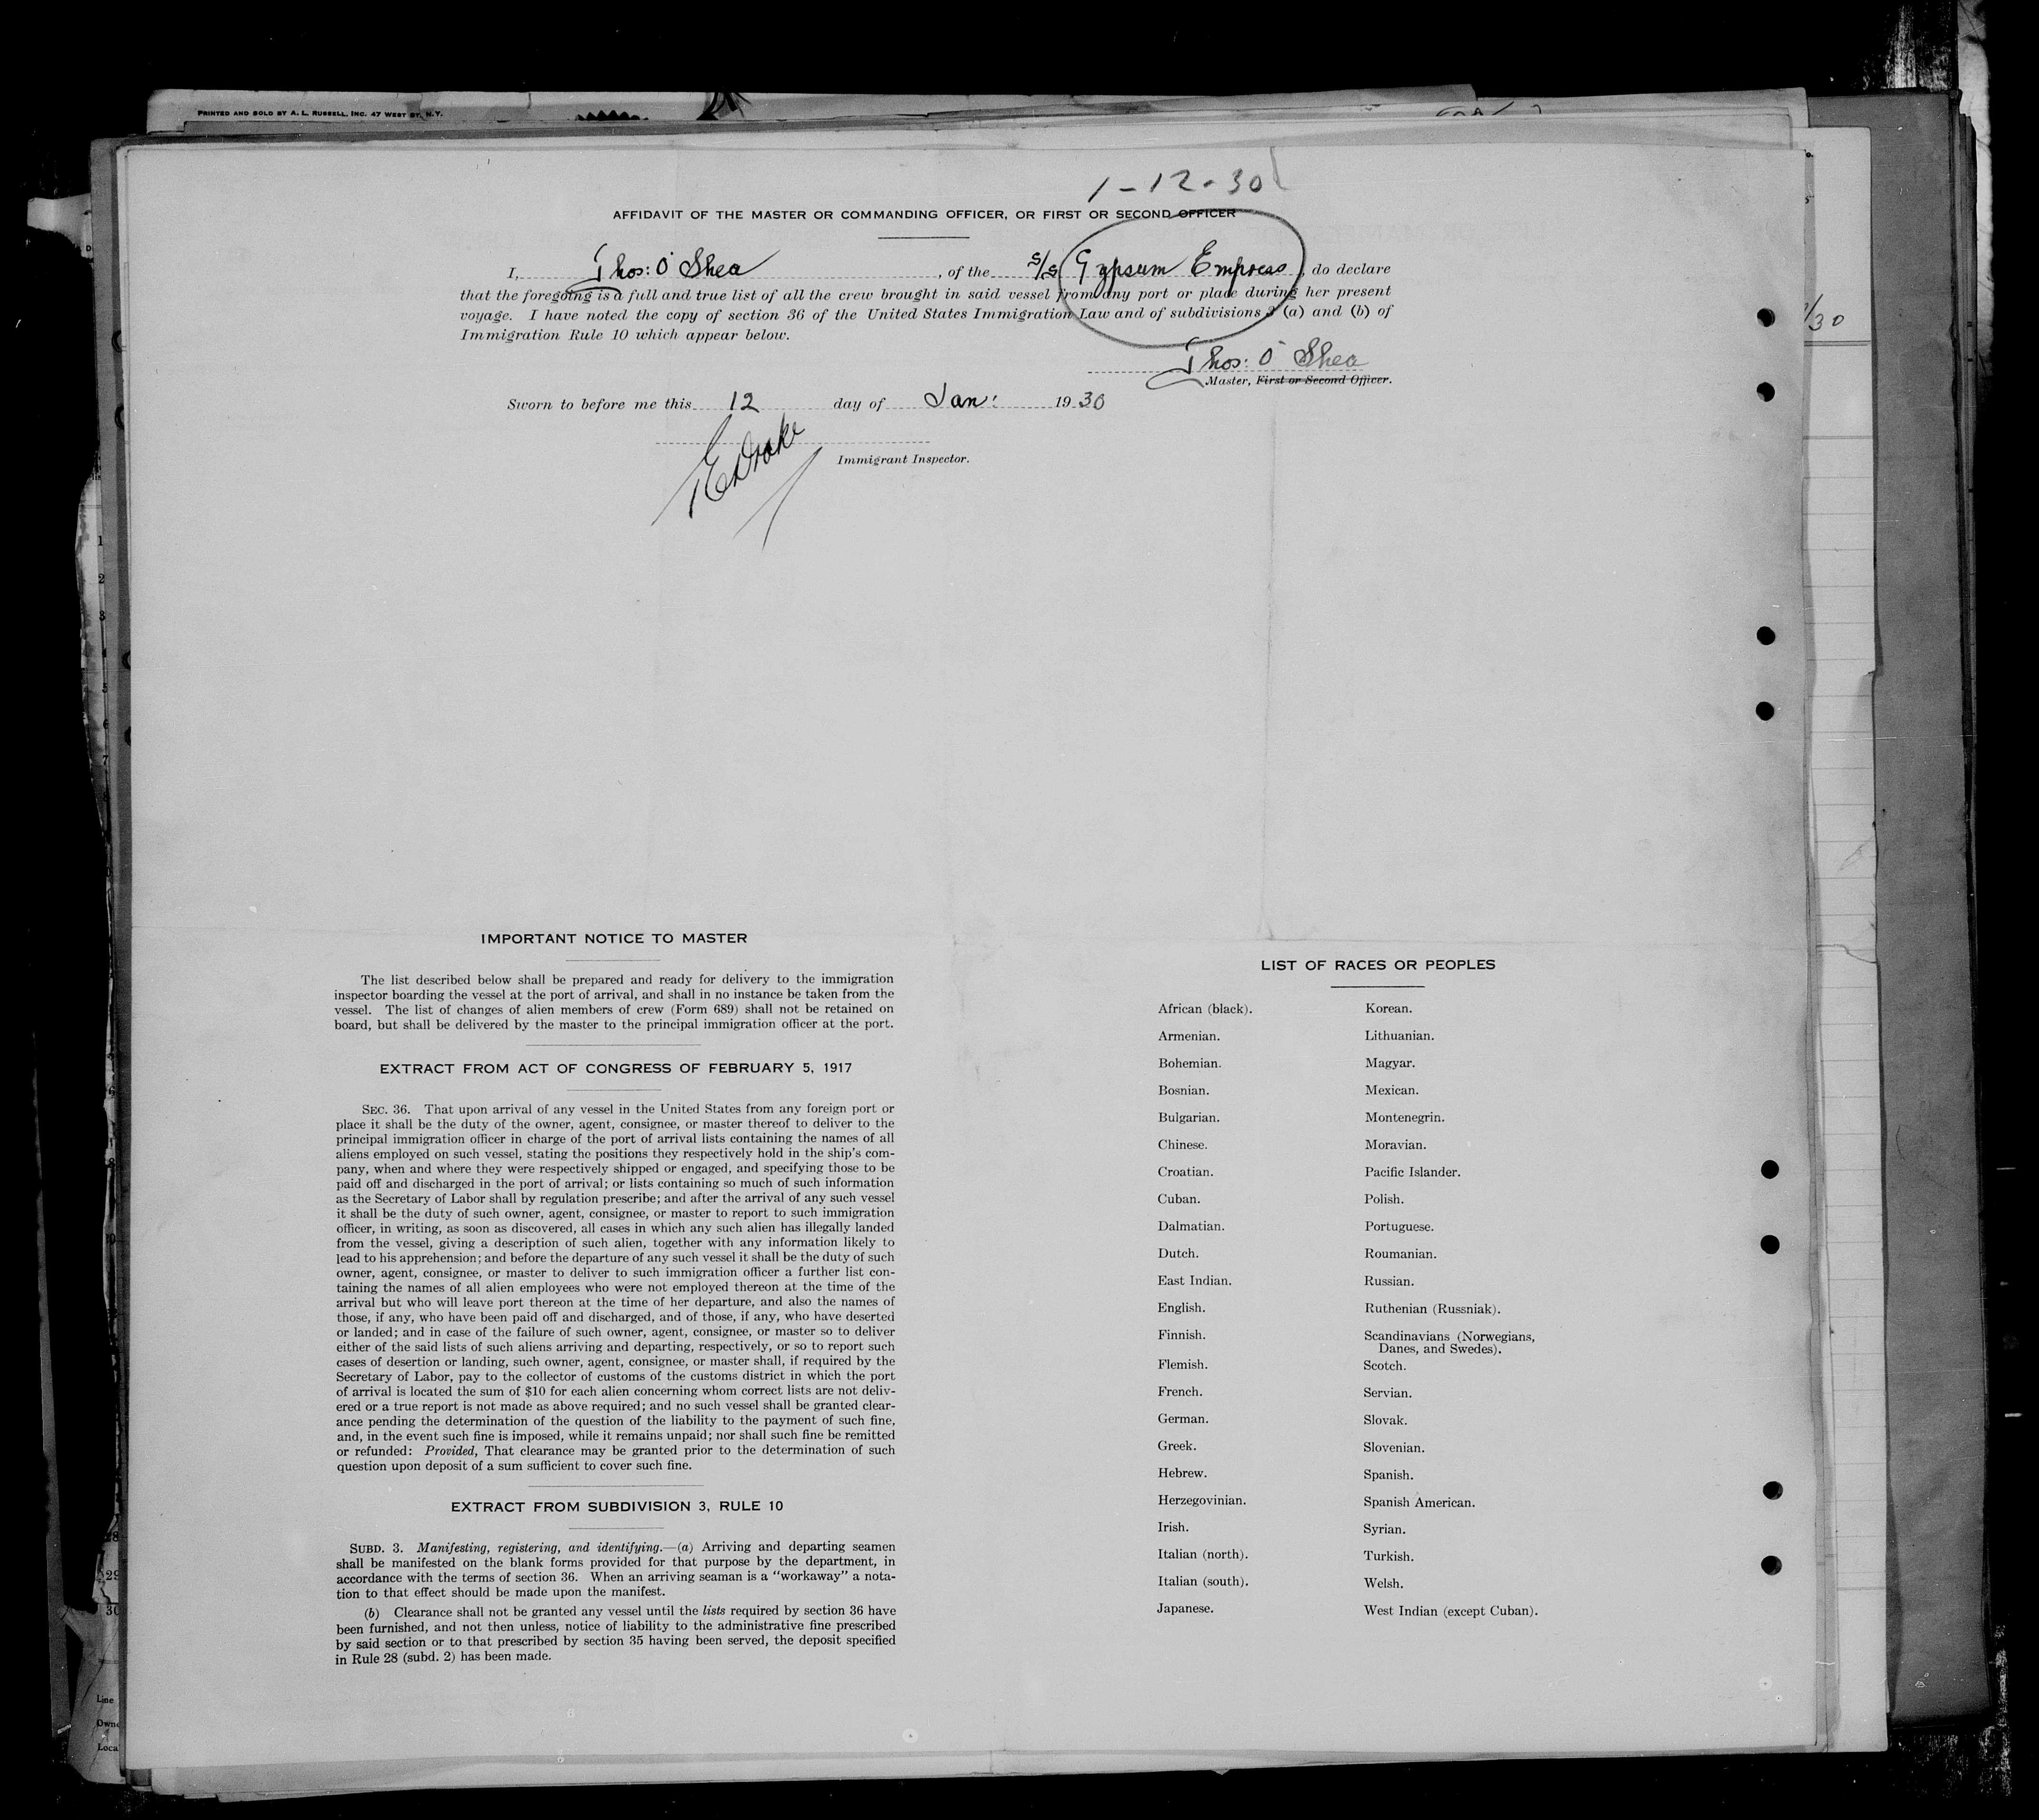 PRINTED AND SOLD BY A. L. RUSSELL, INC. 47 WEST ST. N.Y.
1-12-30
AFFIDAVIT OF THE MASTER OR COMMANDING OFFICER, OR FIRST OR SECOND OFFICER
I, Thos: O'Shea, of the S/S Gypsum Empress, do declare
that the foregoing is a full and true list of all the crew brought in said vessel from any port or place during her present
voyage. I have noted the copy of section 36 of the United States Immigration Law and of subdivisions 3 (a) and (b) of
Immigration Rule 10 which appear below.
Thos: O'Shea
Master, First or Second Officer.
Sworn to before me this 12 day of Jan: 1930
E Drake
Immigrant Inspector.
IMPORTANT NOTICE TO MASTER
The list described below shall be prepared and ready for delivery to the immigration
inspector boarding the vessel at the port of arrival, and shall in no instance be taken from the
vessel. The list of changes of alien members of crew (Form 689) shall not be retained on
board, but shall be delivered by the master to the principal immigration officer at the port.
EXTRACT FROM ACT OF CONGRESS OF FEBRUARY 5, 1917
SEC. 36. That upon arrival of any vessel in the United States from any foreign port or
place it shall be the duty of the owner, agent, consignee, or master thereof to deliver to the
principal immigration officer in charge of the port of arrival lists containing the names of all
aliens employed on such vessel, stating the positions they respectively hold in the ship's com-
pany, when and where they were respectively shipped or engaged, and specifying those to be
paid off and discharged in the port of arrival; or lists containing so much of such information
as the Secretary of Labor shall by regulation prescribe; and after the arrival of any such vessel
it shall be the duty of such owner, agent, consignee, or master to report to such immigration
officer, in writing, as soon as discovered, all cases in which any such alien has illegally landed
from the vessel, giving a description of such alien, together with any information likely to
lead to his apprehension; and before the departure of any such vessel it shall be the duty of such
owner, agent, consignee, or master to deliver to such immigration officer a further list con-
taining the names of all alien employees who were not employed thereon at the time of the
arrival but who will leave port thereon at the time of her departure, and also the names of
those, if any, who have been paid off and discharged, and of those, if any, who have deserted
or landed; and in case of the failure of such owner, agent, consignee, or master so to deliver
either of the said lists of such aliens arriving and departing, respectively, or so to report such
cases of desertion or landing, such owner, agent, consignee, or master shall, if required by the
Secretary of Labor, pay to the collector of customs of the customs district in which the port
of arrival is located the sum of $10 for each alien concerning whom correct lists are not deliv-
ered or a true report is not made as above required; and no such vessel shall be granted clear-
ance pending the determination of the question of the liability to the payment of such fine,
and, in the event such fine is imposed, while it remains unpaid; nor shall such fine be remitted
or refunded: Provided, That clearance may be granted prior to the determination of such
question upon deposit of a sum sufficient to cover such fine.
EXTRACT FROM SUBDIVISION 3, RULE 10
SUBD. 3. Manifesting, registering, and identifying.—(a) Arriving and departing seamen
shall be manifested on the blank forms provided for that purpose by the department, in
accordance with the terms of section 36. When an arriving seaman is a "workaway" a nota-
tion to that effect should be made upon the manifest.
(b) Clearance shall not be granted any vessel until the lists required by section 36 have
been furnished, and not then unless, notice of liability to the administrative fine prescribed
by said section or to that prescribed by section 35 having been served, the deposit specified
in Rule 28 (subd. 2) has been made.
LIST OF RACES OR PEOPLES
African (black).
Armenian.
Bohemian.
Bosnian.
Bulgarian.
Chinese.
Croatian.
Cuban.
Dalmatian.
Dutch.
East Indian.
English.
Finnish.
Flemish.
French.
German.
Greek.
Hebrew.
Herzegovinian.
Irish.
Italian (north).
Italian (south).
Japanese.
Korean.
Lithuanian.
Magyar.
Mexican.
Montenegrin.
Moravian.
Pacific Islander.
Polish.
Portuguese.
Roumanian.
Russian.
Ruthenian (Russniak).
Scandinavians (Norwegians,
Danes, and Swedes).
Scotch.
Servian.
Slovak.
Slovenian.
Spanish.
Spanish American.
Syrian.
Turkish.
Welsh.
West Indian (except Cuban).